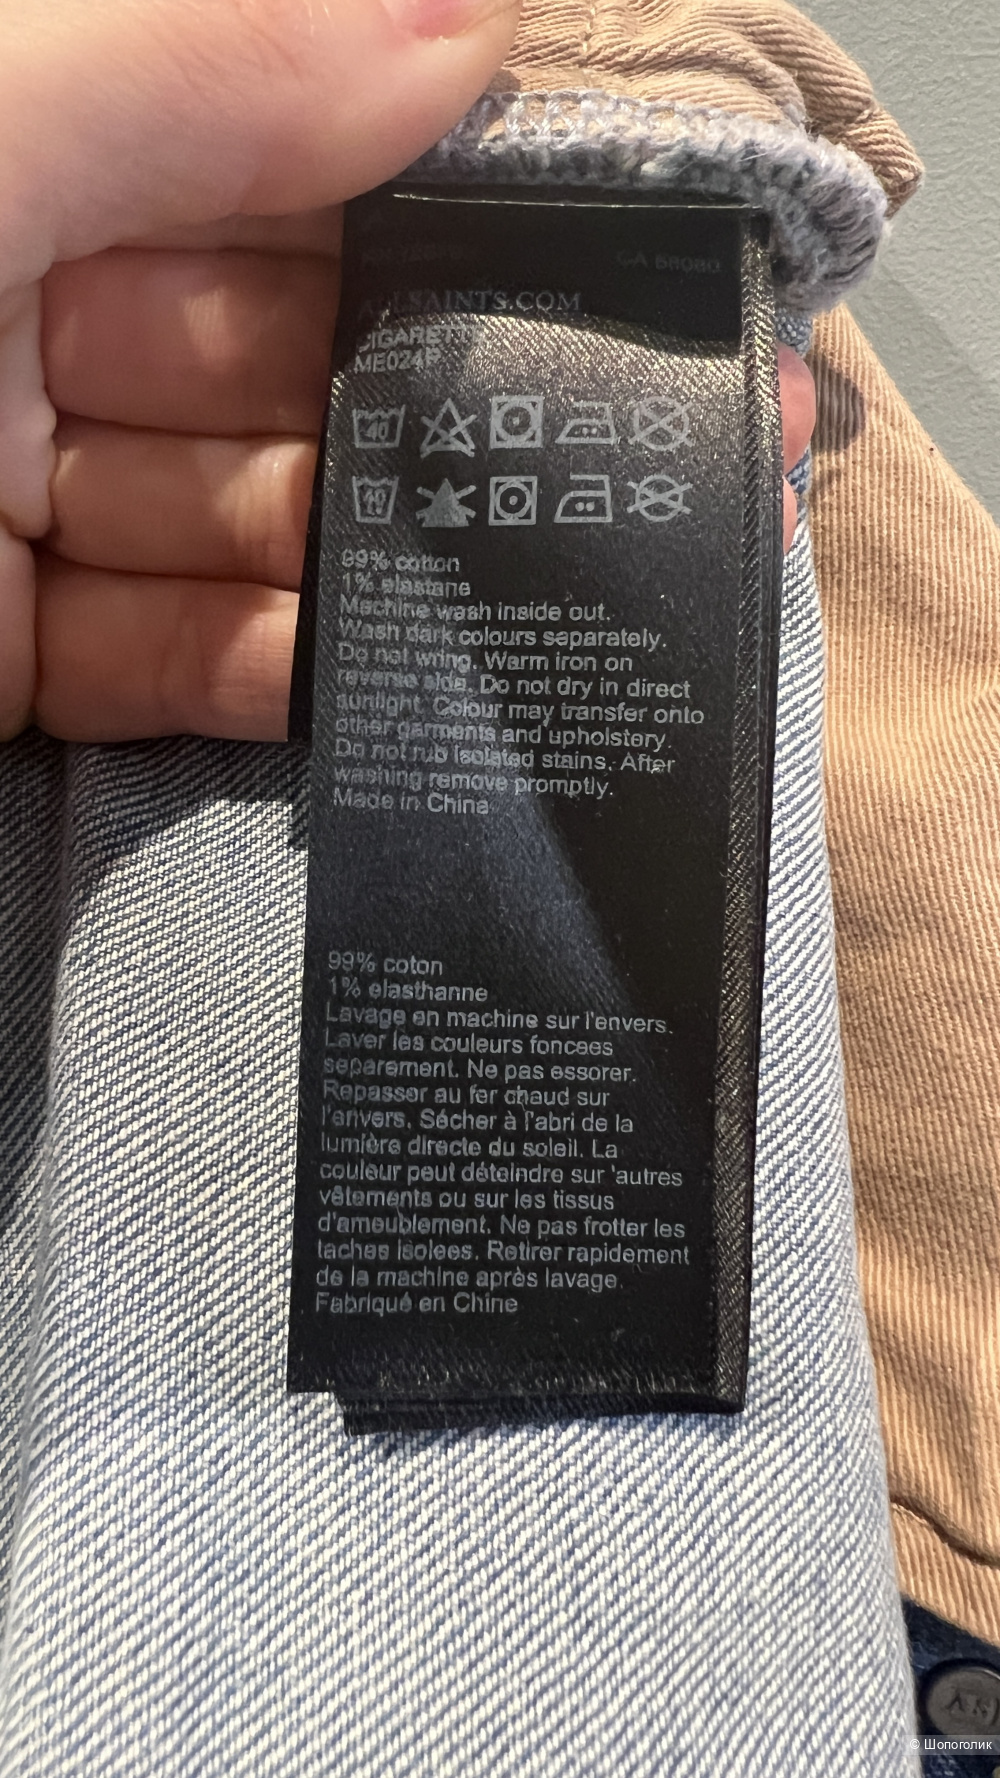 CA 58080
ALLSAINTS.COM
CIGARETTE
ME024P
40
99% cotton
1% elastane
Machine wash inside out.
Wash dark colours separately.
Do not wring. Warm iron on
reverse side. Do not dry in direct
sunlight. Colour may transfer onto
other garments and upholstery.
Do not rub isolated stains. After
washing remove promptly.
Made in China
99% coton
1% elasthanne
Lavage en machine sur l'envers.
Laver les couleurs foncees
separement. Ne pas essorer.
Repasser au fer chaud sur
l'envers. Sécher à l'abri de la
lumière directe du soleil. La
couleur peut déteindre sur 'autres
vêtements ou sur les tissus
d'ameublement. Ne pas frotter les
taches isolees. Retirer rapidement
de la machine après lavage.
Fabriqué en Chine
© Шопоголик